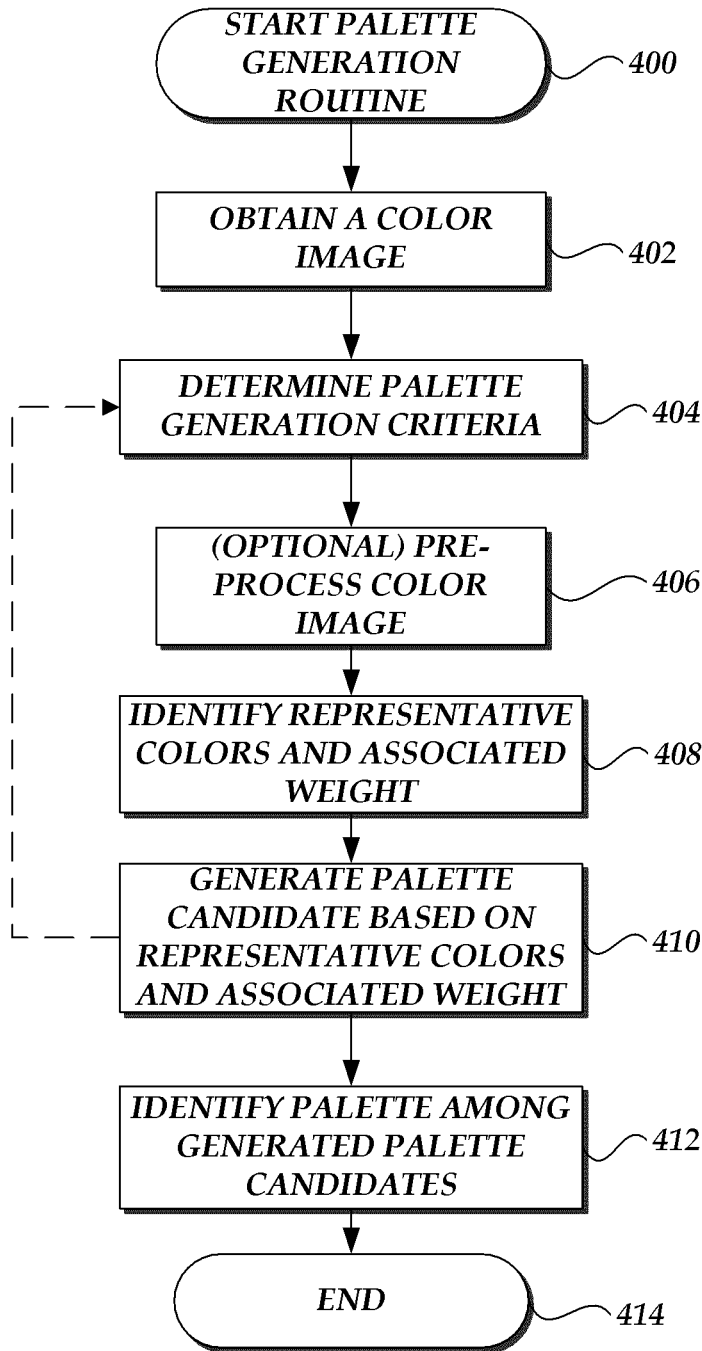 START PALETTE
GENERATION
ROUTINE
400
OBTAIN A COLOR
IMAGE
402
DETERMINE PALETTE
GENERATION CRITERIA
404
(OPTIONAL) PRE-
PROCESS COLOR
IMAGE
406
IDENTIFY REPRESENTATIVE
COLORS AND ASSOCIATED
WEIGHT
408
GENERATE PALETTE
CANDIDATE BASED ON
REPRESENTATIVE COLORS
AND ASSOCIATED WEIGHT
410
IDENTIFY PALETTE AMONG
GENERATED PALETTE
CANDIDATES
412
END
414